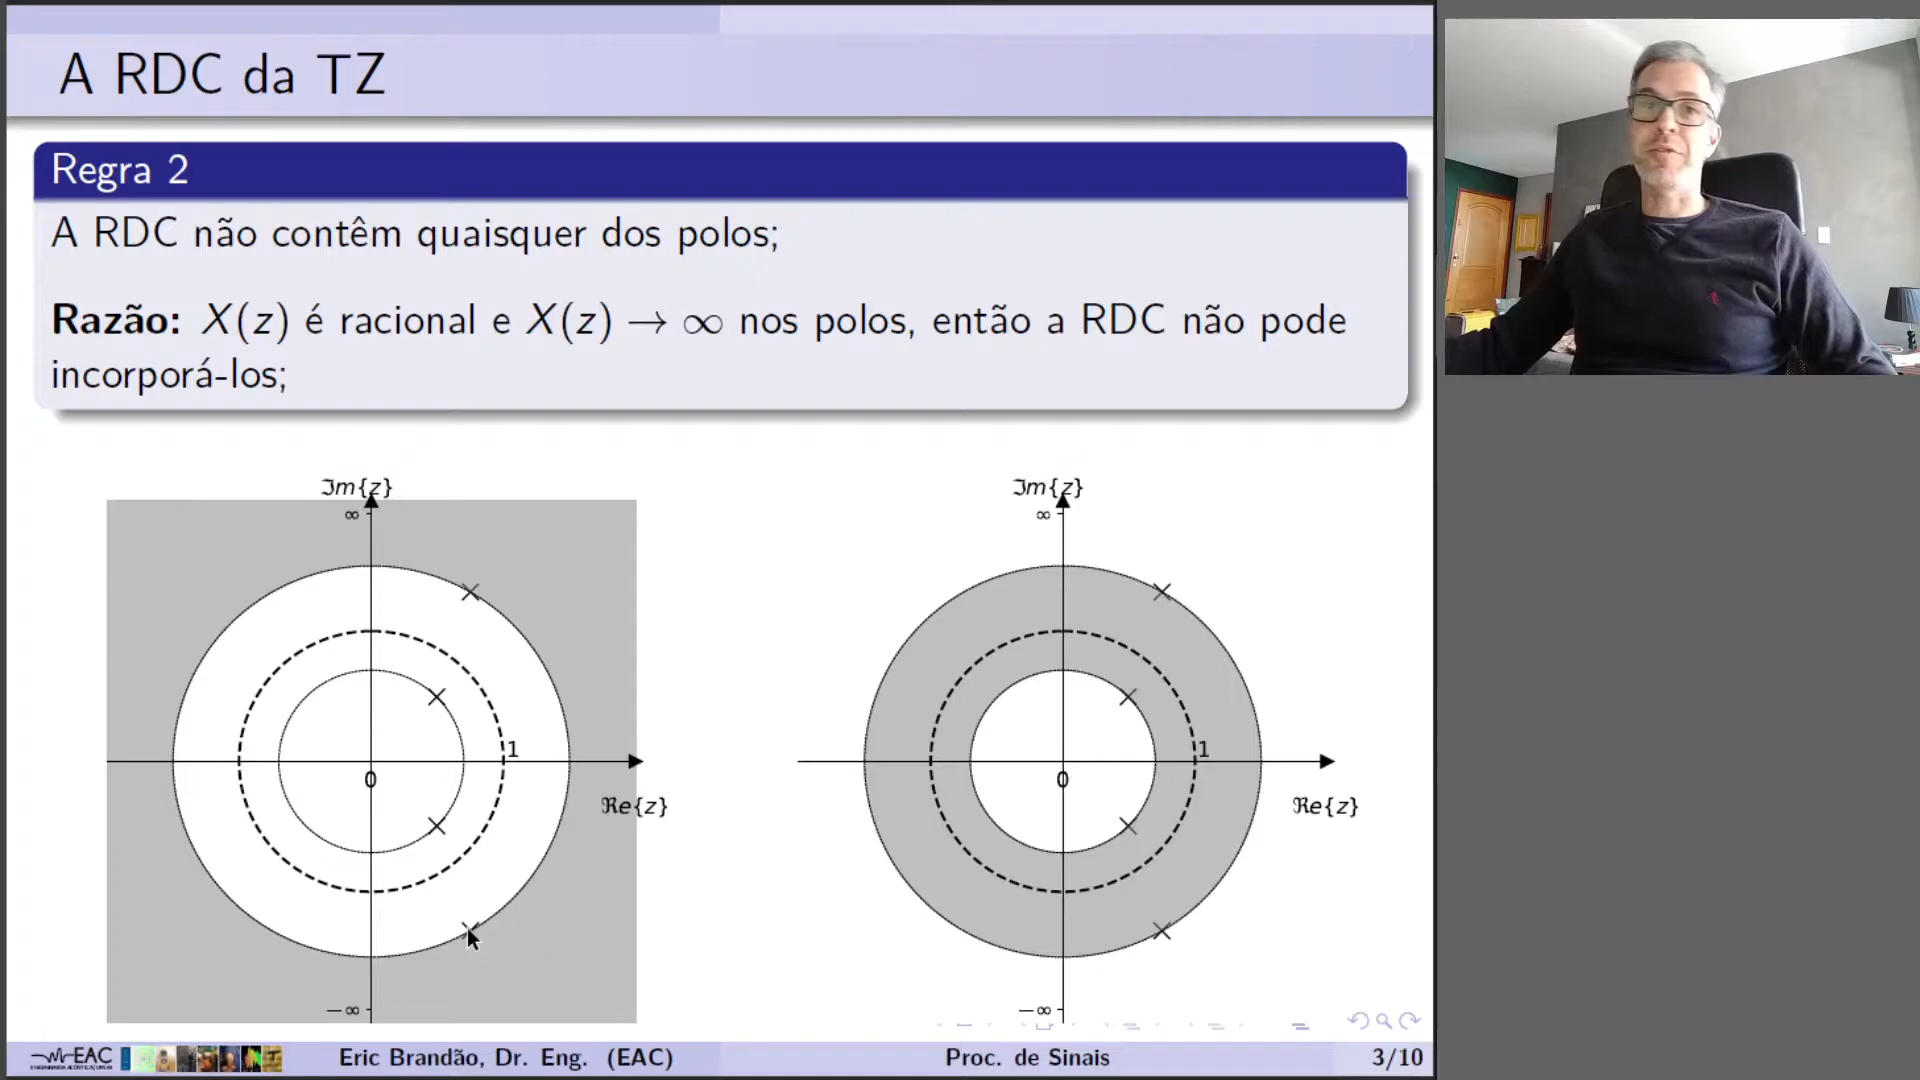 A RDC da TZ
Regra 2
A RDC não contêm quaisquer dos polos;
Razão: X(z) é racional e X(z) → ∞ nos polos, então a RDC não pode
incorporá-los;
ℑm{z}
∞
1
0
ℜe{z}
−∞
ℑm{z}
∞
1
0
ℜe{z}
−∞
EAC
Eric Brandão, Dr. Eng. (EAC)
Proc. de Sinais
3/10